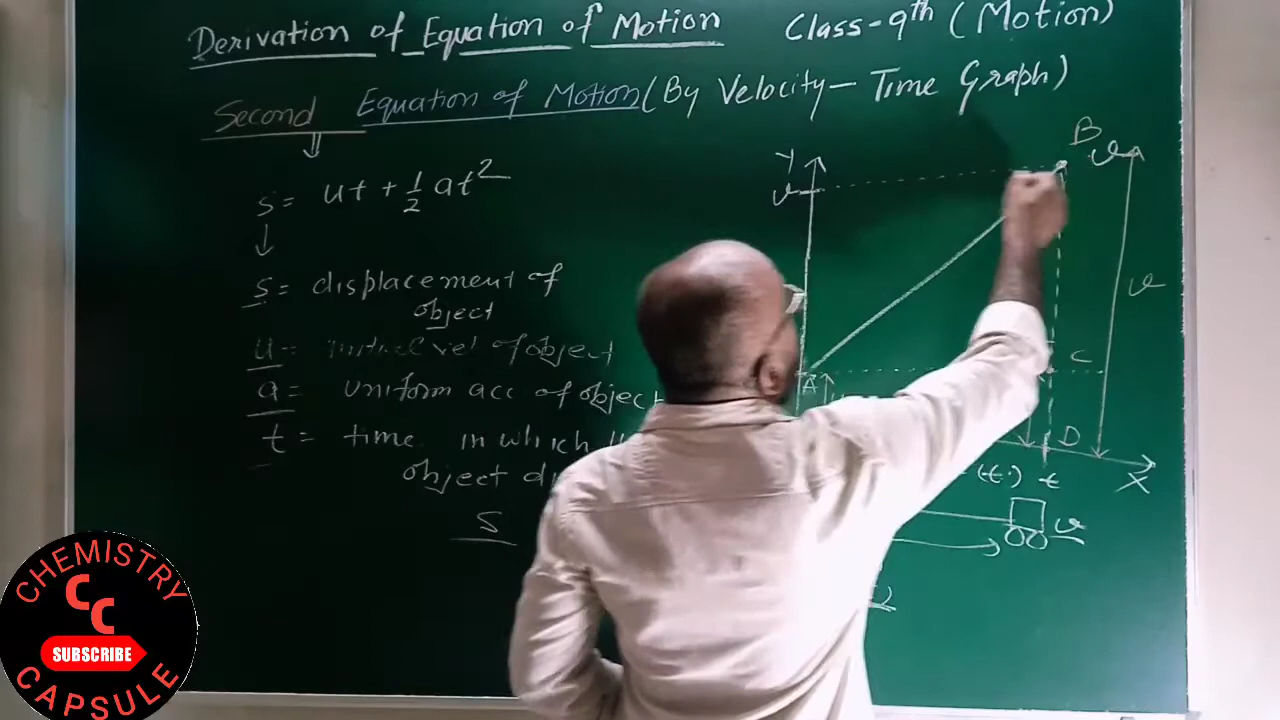 Derivation of Equation of Motion Class-9th (Motion)
Second Equation of Motion (By Velocity - Time Graph)
s = ut + 1/2 at²
s = displacement of
object
u = initial vel of object
a = uniform acc of object
t = time in which
object
s
Y
v
B
v
v
A
C
D
(t.) t
X
v
CHEMISTRY
CC
SUBSCRIBE
CAPSULE